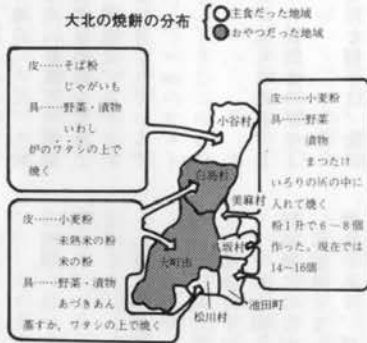 大北の焼餅の分布
主食だった地域
おやつだった地域
皮……そば粉
じゃがいも
具……野菜・漬物
いわし
炉のワタシの上で
焼く
皮……小麦粉
具……野菜
漬物
まつたけ
いろりの灰の中に
入れて焼く
粉1升で6~8個
作った。現在では
14~16個
小谷村
白馬村
美麻村
八坂村
大町市
松川村
池田町
皮……小麦粉
未熟米の粉
米の粉
具……野菜・漬物
あづきあん
蒸すか、ワタシの上で焼く